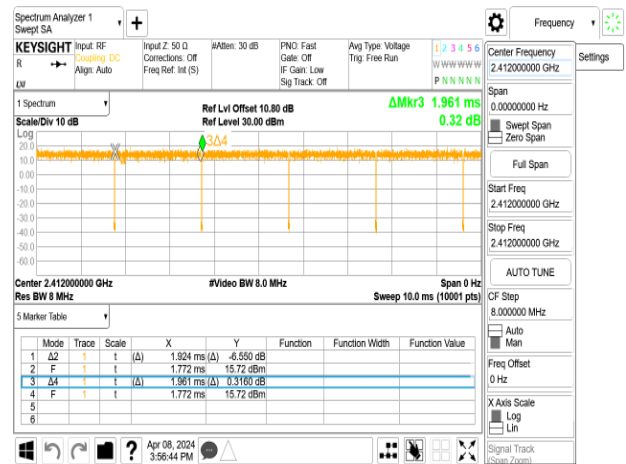 Spectrum Analyzer 1
Swept SA
Frequency
KEYSIGHT
R
LXI
Input: RF
Coupling: DC
Align: Auto
Input Z: 50 Ω
Corrections: Off
Freq Ref: Int (S)
#Atten: 30 dB
PNO: Fast
Gate: Off
IF Gain: Low
Sig Track: Off
Avg Type: Voltage
Trig: Free Run
1 2 3 4 5 6
W W W W W W
P N N N N N
1 Spectrum
Scale/Div 10 dB
Ref Lvl Offset 10.80 dB
Ref Level 30.00 dBm
ΔMkr3 1.961 ms
0.32 dB
Log
3Δ4
20.0
10.0
0.00
-10.0
-20.0
-30.0
-40.0
-50.0
-60.0
Center 2.412000000 GHz
#Video BW 8.0 MHz
Span 0 Hz
Res BW 8 MHz
Sweep 10.0 ms (10001 pts)
5 Marker Table
Mode Trace Scale X Y Function Function Width Function Value
1 Δ2 1 t (Δ) 1.924 ms (Δ) -6.550 dB
2 F 1 t 1.772 ms 15.72 dBm
3 Δ4 1 t (Δ) 1.961 ms (Δ) 0.3160 dB
4 F 1 t 1.772 ms 15.72 dBm
5
6
Apr 08, 2024
3:56:44 PM
Center Frequency
2.412000000 GHz
Settings
Span
0.00000000 Hz
Swept Span
Zero Span
Full Span
Start Freq
2.412000000 GHz
Stop Freq
2.412000000 GHz
AUTO TUNE
CF Step
8.000000 MHz
Auto
Man
Freq Offset
0 Hz
X Axis Scale
Log
Lin
Signal Track
(Span Zoom)